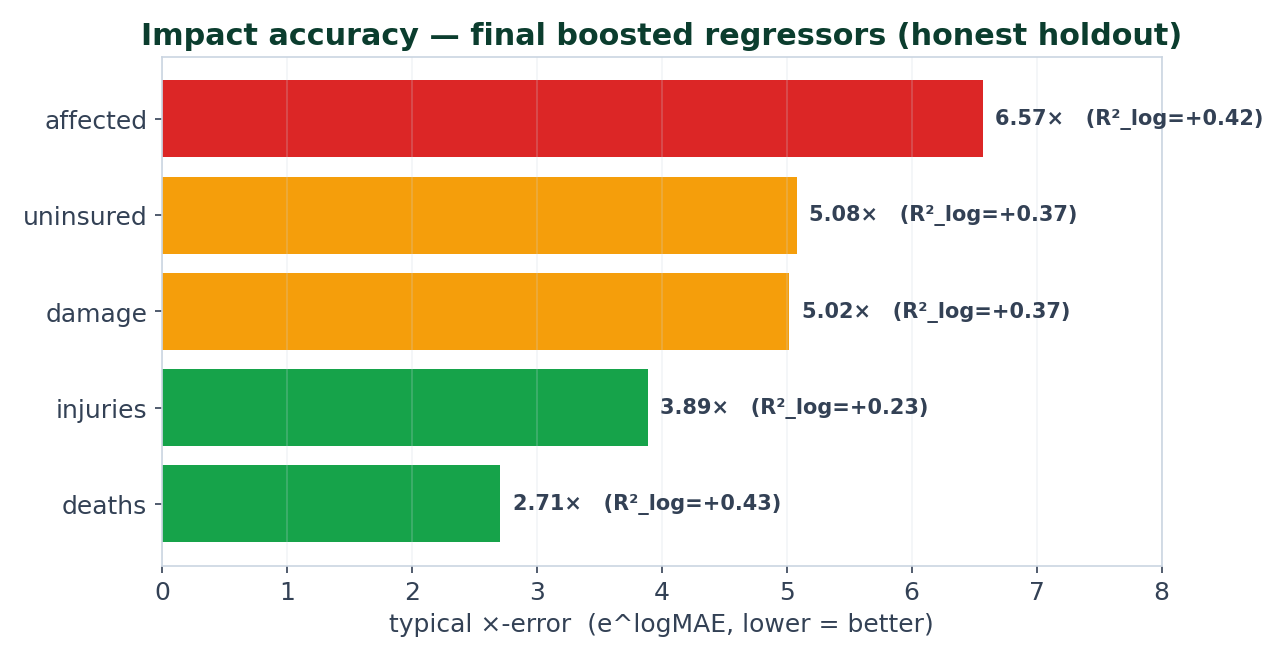 Impact accuracy — final boosted regressors (honest holdout)
affected
6.57× (R²_log=+0.42)
uninsured
5.08× (R²_log=+0.37)
damage
5.02× (R²_log=+0.37)
injuries
3.89× (R²_log=+0.23)
deaths
2.71× (R²_log=+0.43)
0 1 2 3 4 5 6 7 8
typical ×-error (e^logMAE, lower = better)